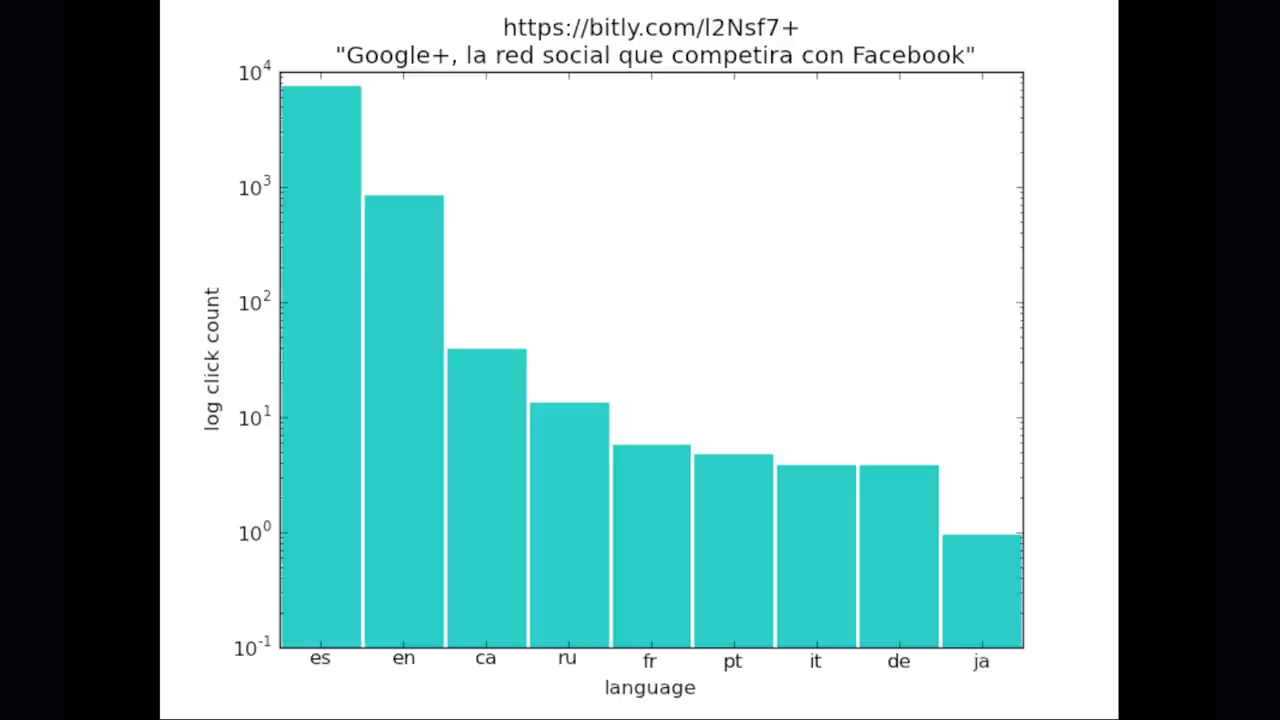 https://bitly.com/l2Nsf7+
"Google+, la red social que competira con Facebook"
10^4
10^3
10^2
10^1
10^0
10^-1
log click count
es en ca ru fr pt it de ja
language